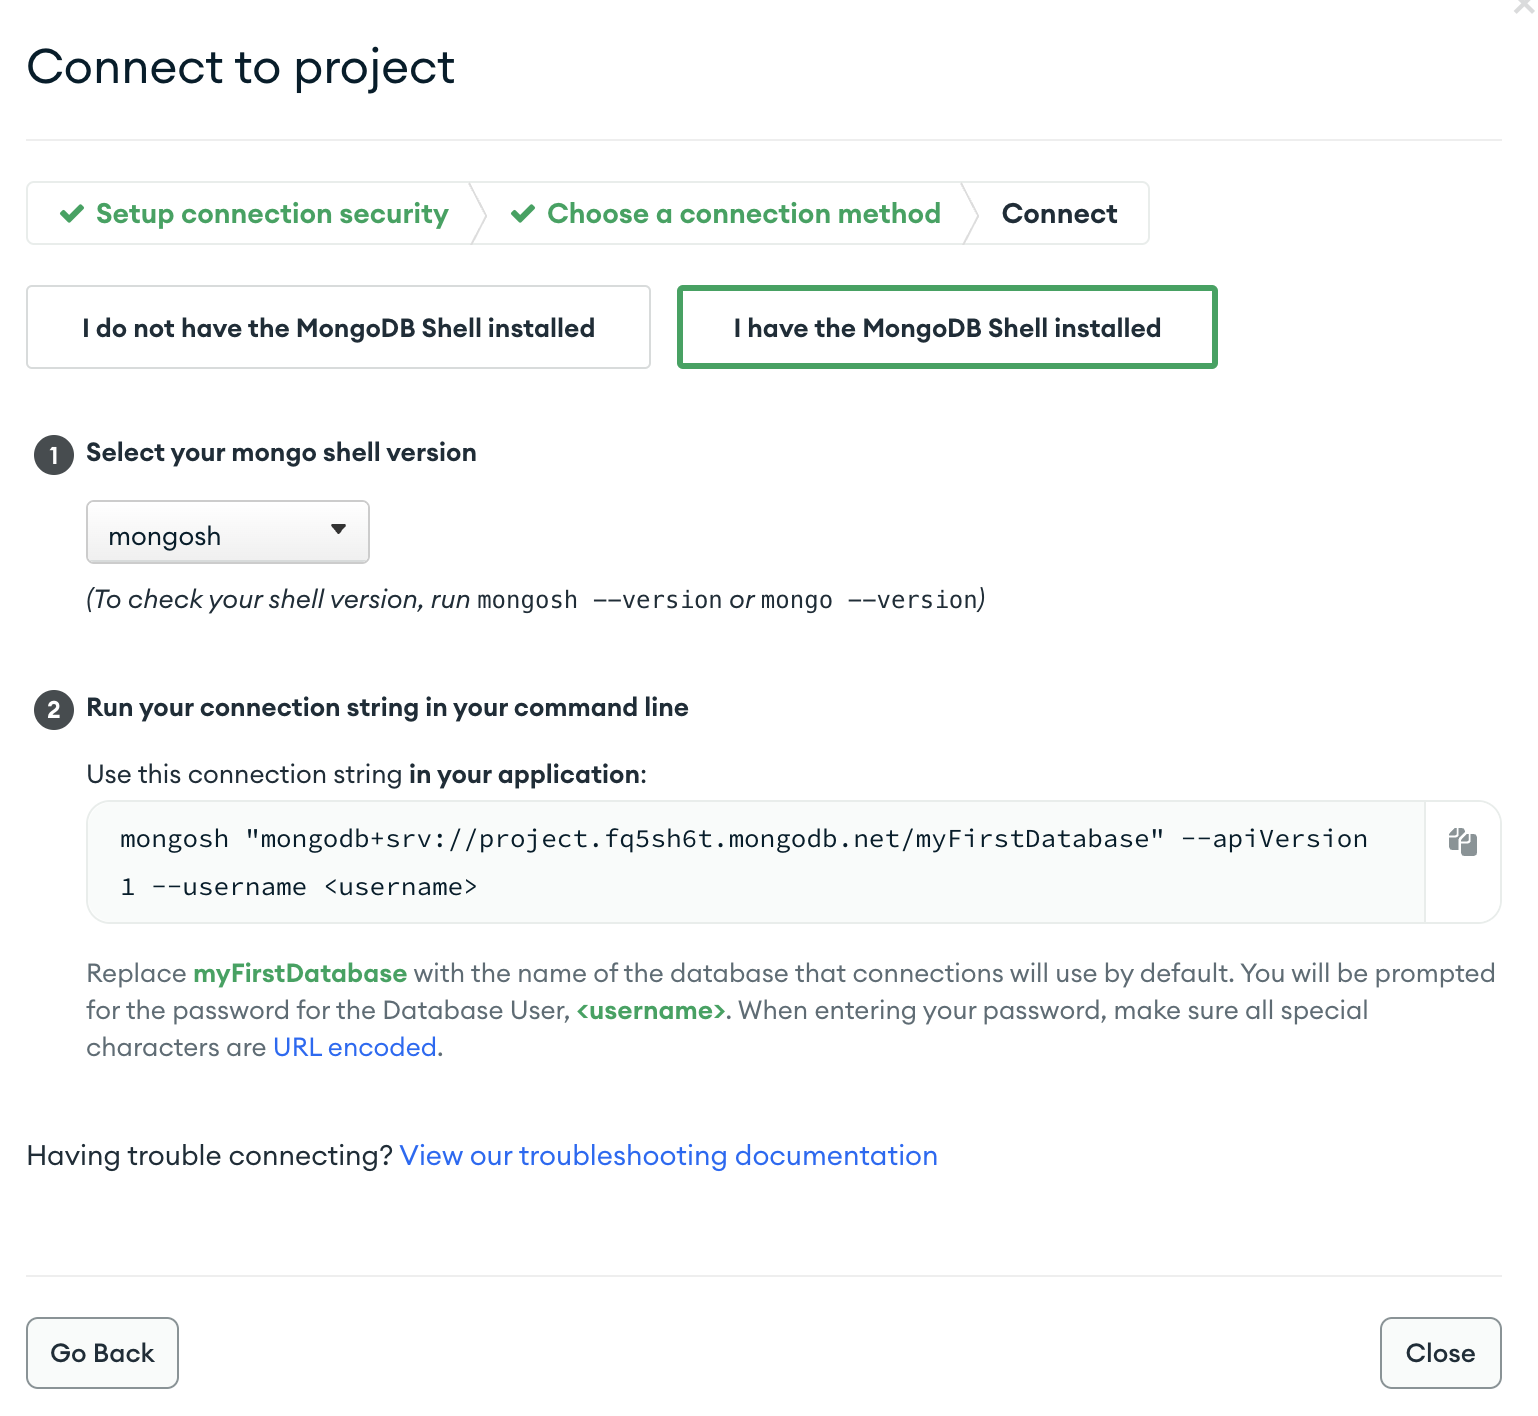 Connect to project
Setup connection security
Choose a connection method
Connect
I do not have the MongoDB Shell installed
I have the MongoDB Shell installed
1 Select your mongo shell version
mongosh
(To check your shell version, run mongosh --version or mongo --version)
2 Run your connection string in your command line
Use this connection string in your application:
mongosh "mongodb+srv://project.fq5sh6t.mongodb.net/myFirstDatabase" --apiVersion
1 --username <username>
Replace myFirstDatabase with the name of the database that connections will use by default. You will be prompted
for the password for the Database User, <username>. When entering your password, make sure all special
characters are URL encoded.
Having trouble connecting? View our troubleshooting documentation
Go Back
Close